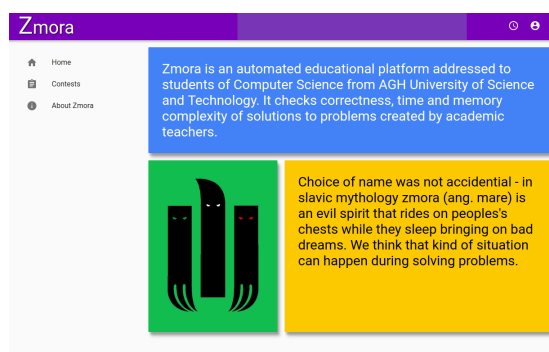 Zmora
Home
Contests
About Zmora
Zmora is an automated educational platform addressed to
students of Computer Science from AGH University of Science
and Technology. It checks correctness, time and memory
complexity of solutions to problems created by academic
teachers.
Choice of name was not accidential - in
slavic mythology zmora (ang. mare) is
an evil spirit that rides on peoples's
chests while they sleep bringing on bad
dreams. We think that kind of situation
can happen during solving problems.